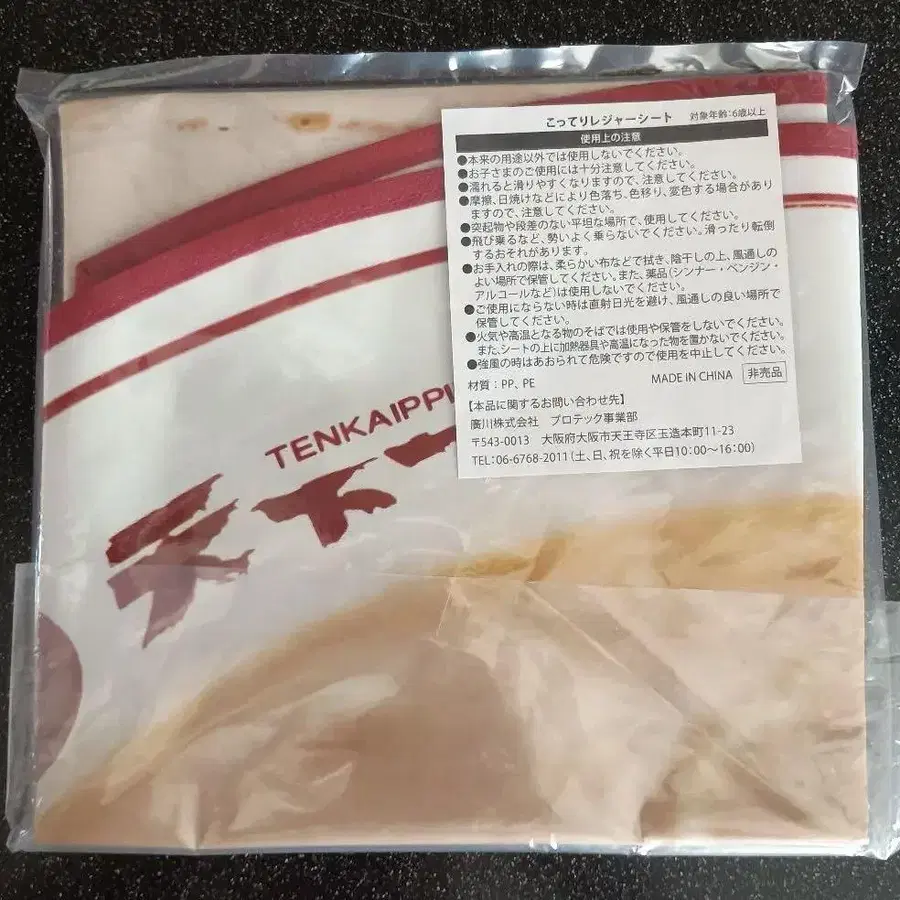 こってりレジャーシート 対象年齢:6歳以上
使用上の注意
●本来の用途以外では使用しないでください。
●お子さまのご使用には十分注意してください。
●濡れると滑りやすくなりますので、注意してください。
●摩擦、日焼けなどにより色落ち、色移り、変色する場合があり
ますので、注意してください。
●突起物や段差のない平坦な場所で、使用してください。
●飛び乗るなど、勢いよく乗らないでください。滑ったり転倒
するおそれがあります。
●お手入れの際は、柔らかい布などで拭き、陰干しの上、風通しの
よい場所で保管してください。また、薬品(シンナー・ベンジン・
アルコールなど)は使用しないでください。
●ご使用にならない時は直射日光を避け、風通しの良い場所で
保管してください。
●火気や高温となる物のそばでは使用や保管をしないでください。
また、シートの上に加熱器具や高温になった物を置かないでください。
●強風の時はあおられて危険ですので使用を中止してください。
材質:PP、PE MADE IN CHINA 非売品
【本品に関するお問い合わせ先】
廣川株式会社 プロテック事業部
〒543-0013 大阪府大阪市天王寺区玉造本町11-23
TEL:06-6768-2011(土、日、祝を除く平日10:00~16:00)
TENKAIPPI
天下一